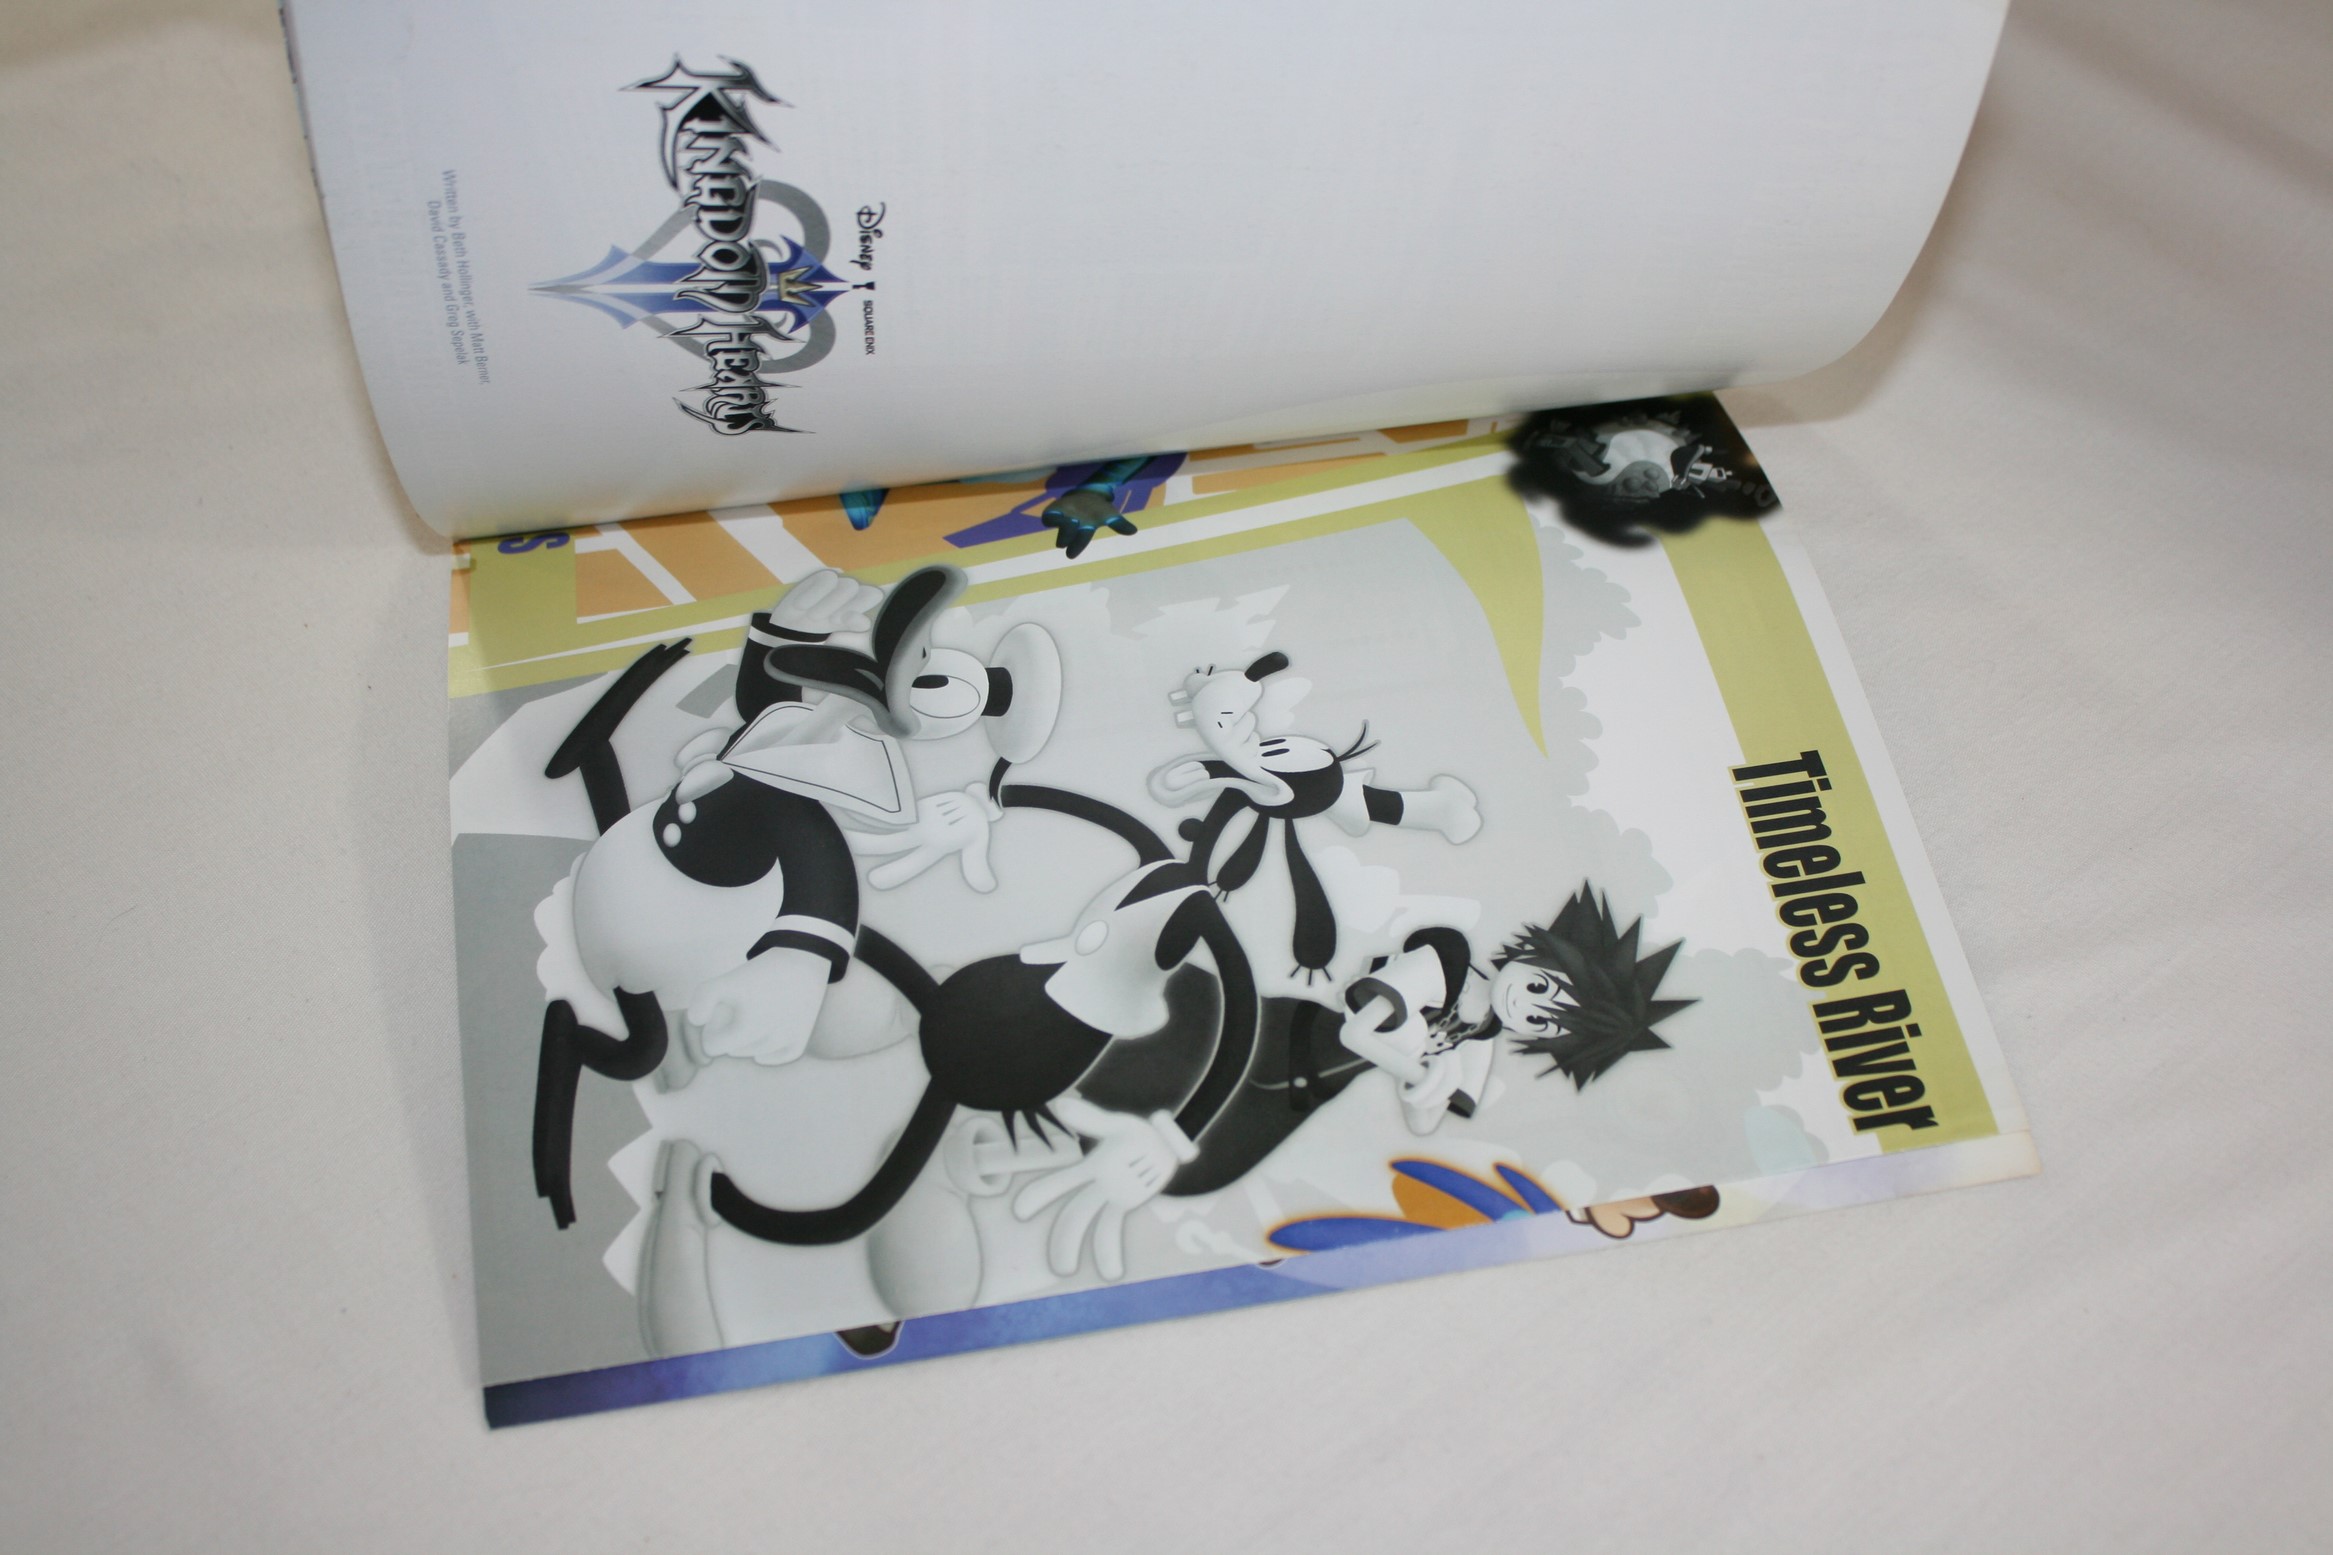 Disney
SQUARE ENIX
KINGDOM HEARTS
Written by Beth Hollinger, with Matt Berner,
David Cassady and Greg Sepelak
S
Timeless River